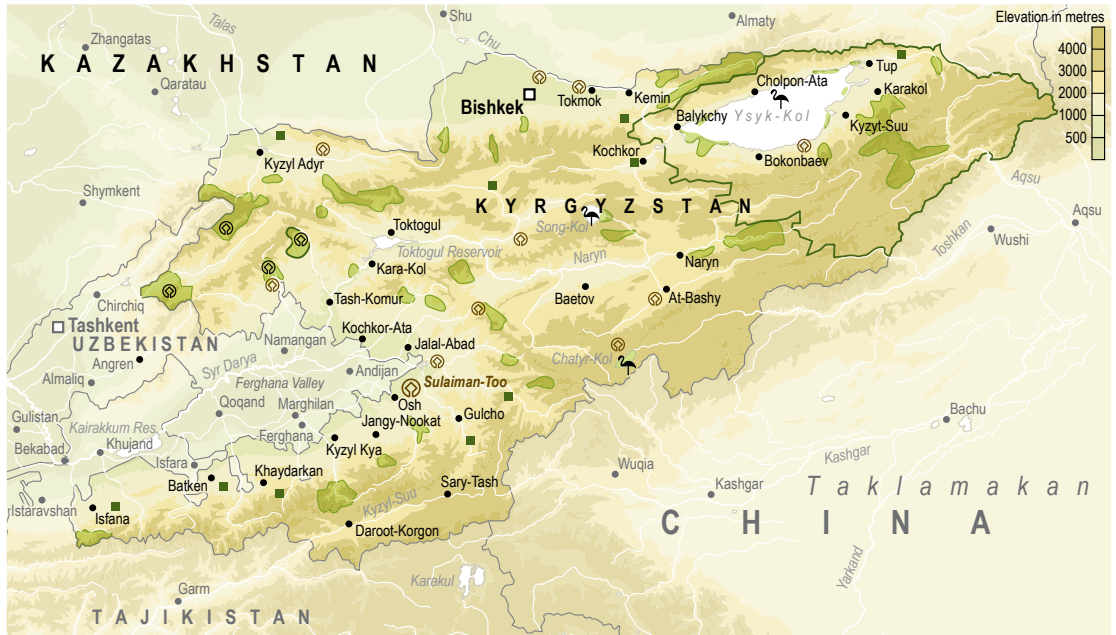 Talas
Shu
Almaty
Elevation in metres
Zhangatas
Chu
4000
KAZAKHSTAN
3000
Tup
Qaratau
Cholpon-Ata
Karakol
2000
Bishkek
Tokmok
Kemin
1000
Balykchy
Ysyk-Kol
Kyzyt-Suu
500
Kyzyl Adyr
Kochkor
Bokonbaev
Aqsu
Shymkent
KYRGYZSTAN
Toktogul
Song-Kol
Aqsu
Toktogul Reservoir
Naryn
Toshkan
Wushi
Kara-Kol
Naryn
Chirchiq
Tash-Komur
Baetov
At-Bashy
Tashkent
Kochkor-Ata
UZBEKISTAN
Jalal-Abad
Namangan
Angren
Syr Darya
Chatyr-Kol
Andijan
Almaliq
Ferghana Valley
Sulaiman-Too
Qoqand
Osh
Gulistan
Marghilan
Jangy-Nookat
Gulcho
Bachu
Kairakkum Res.
Ferghana
Bekabad
Khujand
Kyzyl Kya
Kashgar
Isfara
Khaydarkan
Wuqia
Batken
Sary-Tash
Kashgar
Taklamakan
Istaravshan
Isfana
Kyzyl-Suu
CHINA
Daroot-Korgon
Yarkand
Karakul
Garm
TAJIKISTAN